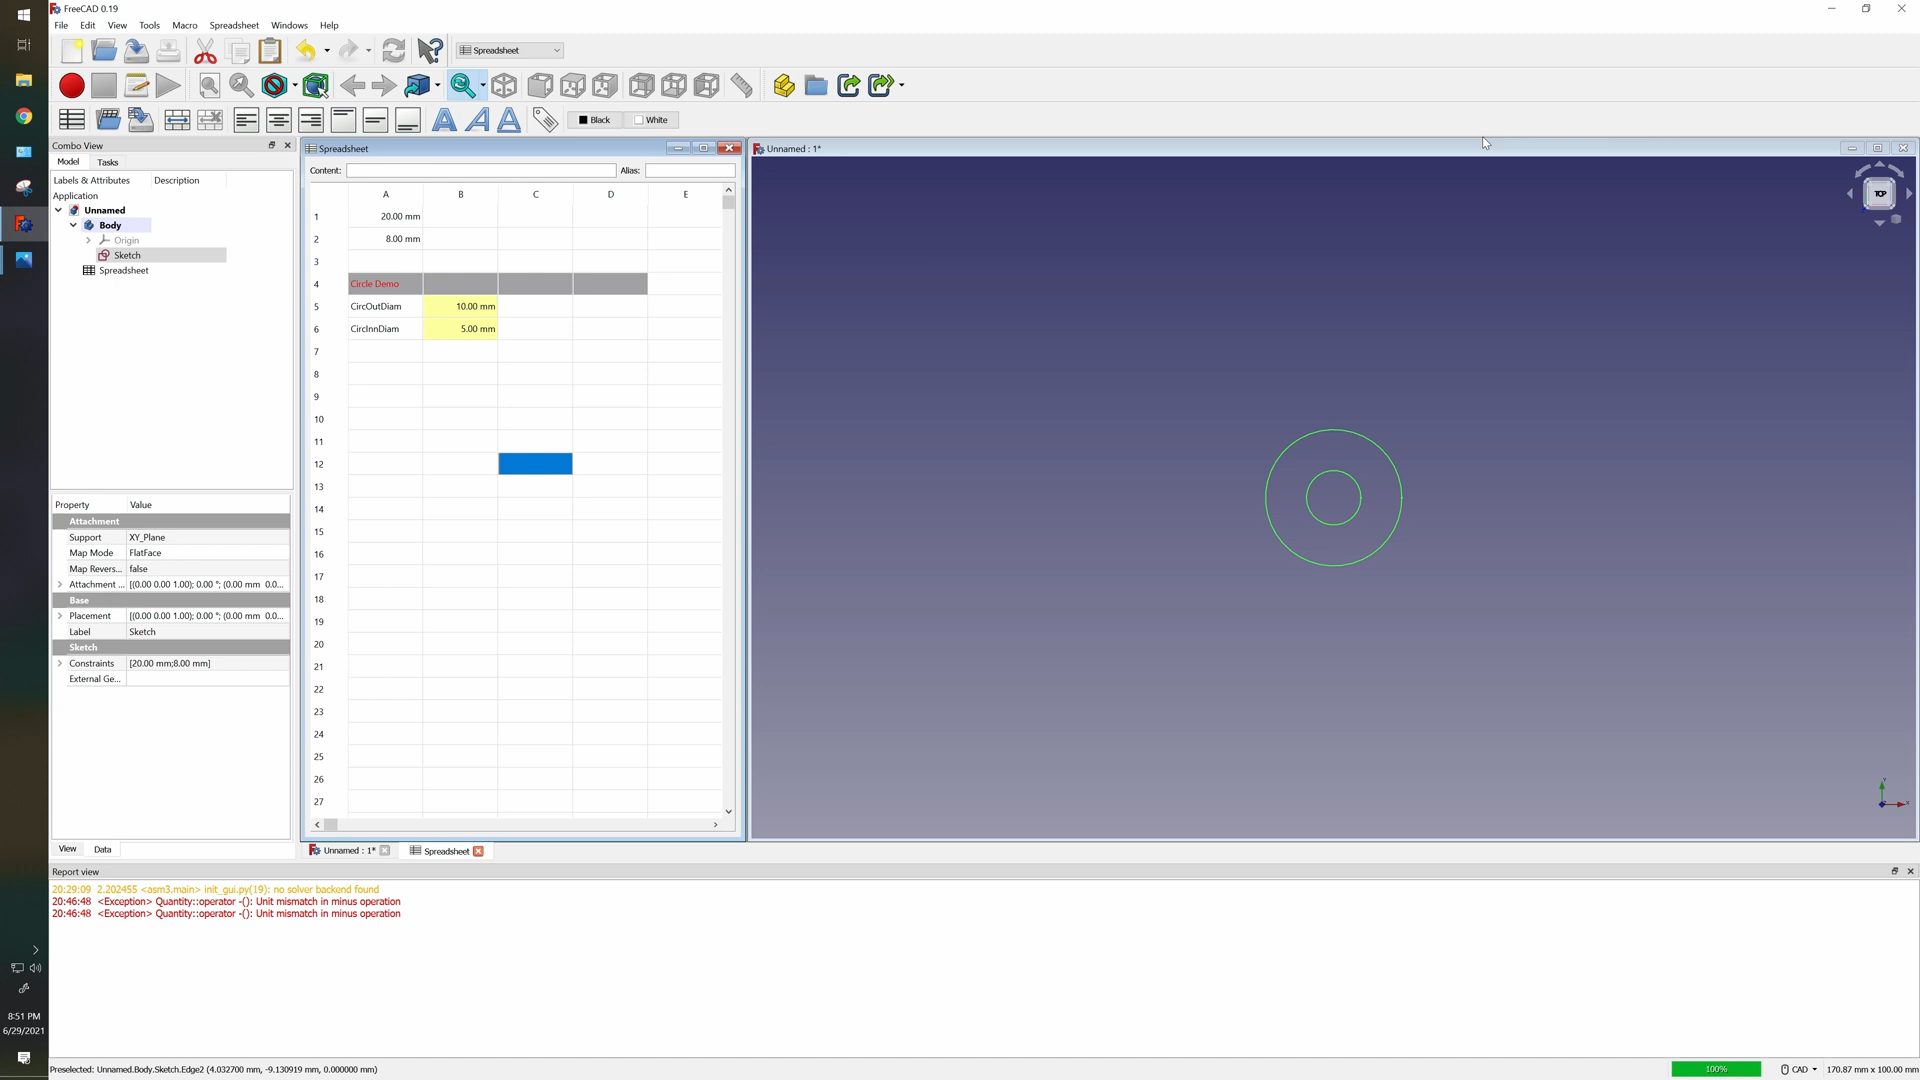 FreeCAD 0.19
File Edit View Tools Macro Spreadsheet Windows Help
Spreadsheet
Black White
Combo View
Model Tasks
Labels & Attributes Description
Application
Unnamed
Body
Origin
Sketch
Spreadsheet
Property Value
Attachment
Support XY_Plane
Map Mode FlatFace
Map Revers... false
Attachment ... [(0.00 0.00 1.00); 0.00 °; (0.00 mm 0.0...
Base
Placement [(0.00 0.00 1.00); 0.00 °; (0.00 mm 0.0...
Label Sketch
Sketch
Constraints [20.00 mm;8.00 mm]
External Ge...
View Data
Spreadsheet
Content: Alias:
A B C D E
1 20.00 mm
2 8.00 mm
3
4 Circle Demo
5 CircOutDiam 10.00 mm
6 CircInnDiam 5.00 mm
7
8
9
10
11
12
13
14
15
16
17
18
19
20
21
22
23
24
25
26
27
Unnamed : 1* Spreadsheet
Unnamed : 1*
TOP
Y
X
Report view
20:29:09 2.202455 <asm3.main> init_gui.py(19): no solver backend found
20:46:48 <Exception> Quantity::operator -(): Unit mismatch in minus operation
20:46:48 <Exception> Quantity::operator -(): Unit mismatch in minus operation
8:51 PM
6/29/2021
Preselected: Unnamed.Body.Sketch.Edge2 (4.032700 mm, -9.130919 mm, 0.000000 mm)
100% CAD 170.87 mm x 100.00 mm